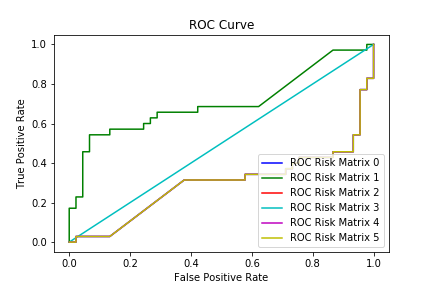 ROC Curve
1.0
0.8
0.6
0.4
0.2
0.0
True Positive Rate
ROC Risk Matrix 0
ROC Risk Matrix 1
ROC Risk Matrix 2
ROC Risk Matrix 3
ROC Risk Matrix 4
ROC Risk Matrix 5
0.0 0.2 0.4 0.6 0.8 1.0
False Positive Rate